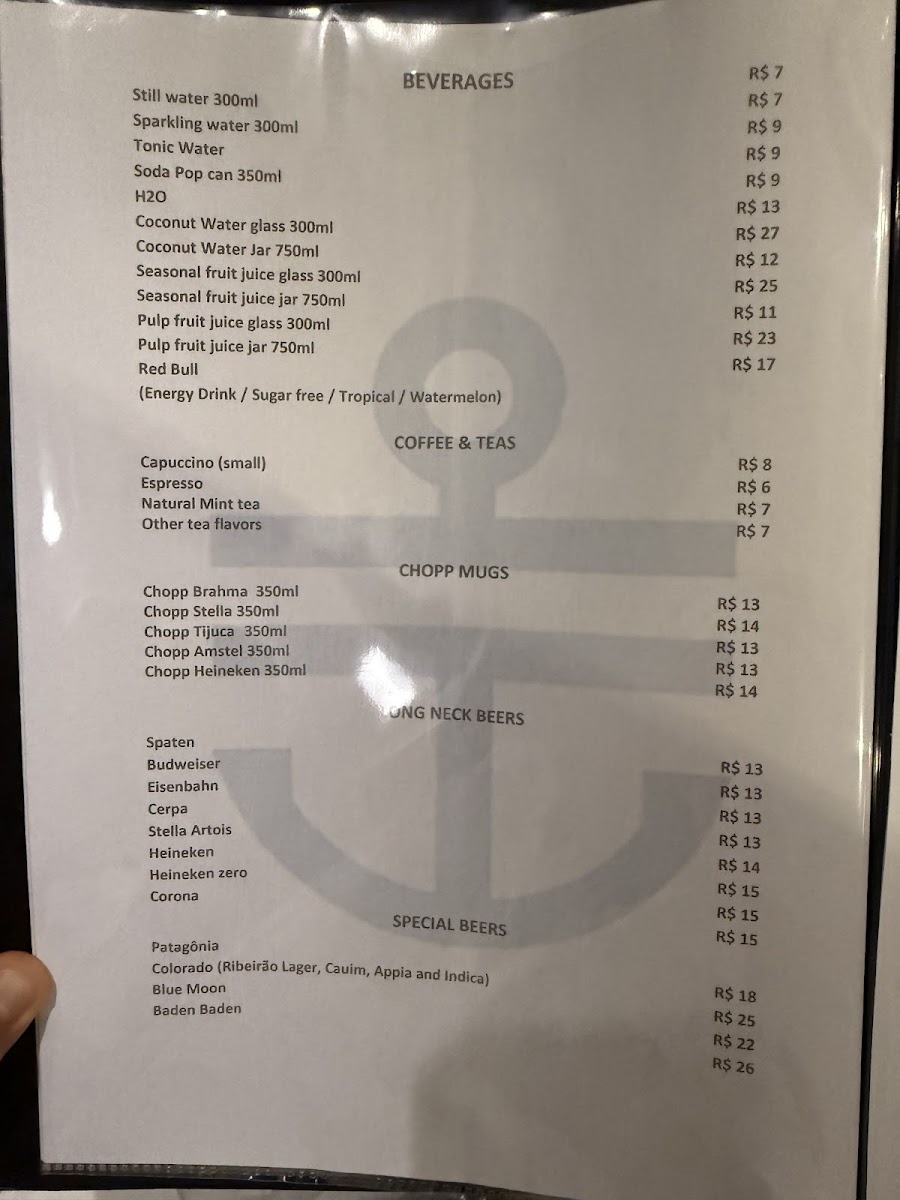 BEVERAGES
Still water 300ml R$ 7
Sparkling water 300ml R$ 7
Tonic Water R$ 9
Soda Pop can 350ml R$ 9
H2O R$ 9
Coconut Water glass 300ml R$ 13
Coconut Water Jar 750ml R$ 27
Seasonal fruit juice glass 300ml R$ 12
Seasonal fruit juice jar 750ml R$ 25
Pulp fruit juice glass 300ml R$ 11
Pulp fruit juice jar 750ml R$ 23
Red Bull R$ 17
(Energy Drink / Sugar free / Tropical / Watermelon)
COFFEE & TEAS
Capuccino (small) R$ 8
Espresso R$ 6
Natural Mint tea R$ 7
Other tea flavors R$ 7
CHOPP MUGS
Chopp Brahma 350ml R$ 13
Chopp Stella 350ml R$ 14
Chopp Tijuca 350ml R$ 13
Chopp Amstel 350ml R$ 13
Chopp Heineken 350ml R$ 14
ONG NECK BEERS
Spaten R$ 13
Budweiser R$ 13
Eisenbahn R$ 13
Cerpa R$ 13
Stella Artois R$ 14
Heineken R$ 15
Heineken zero R$ 15
Corona R$ 15
SPECIAL BEERS
Patagônia R$ 18
Colorado (Ribeirão Lager, Cauim, Appia and Indica) R$ 25
Blue Moon R$ 22
Baden Baden R$ 26